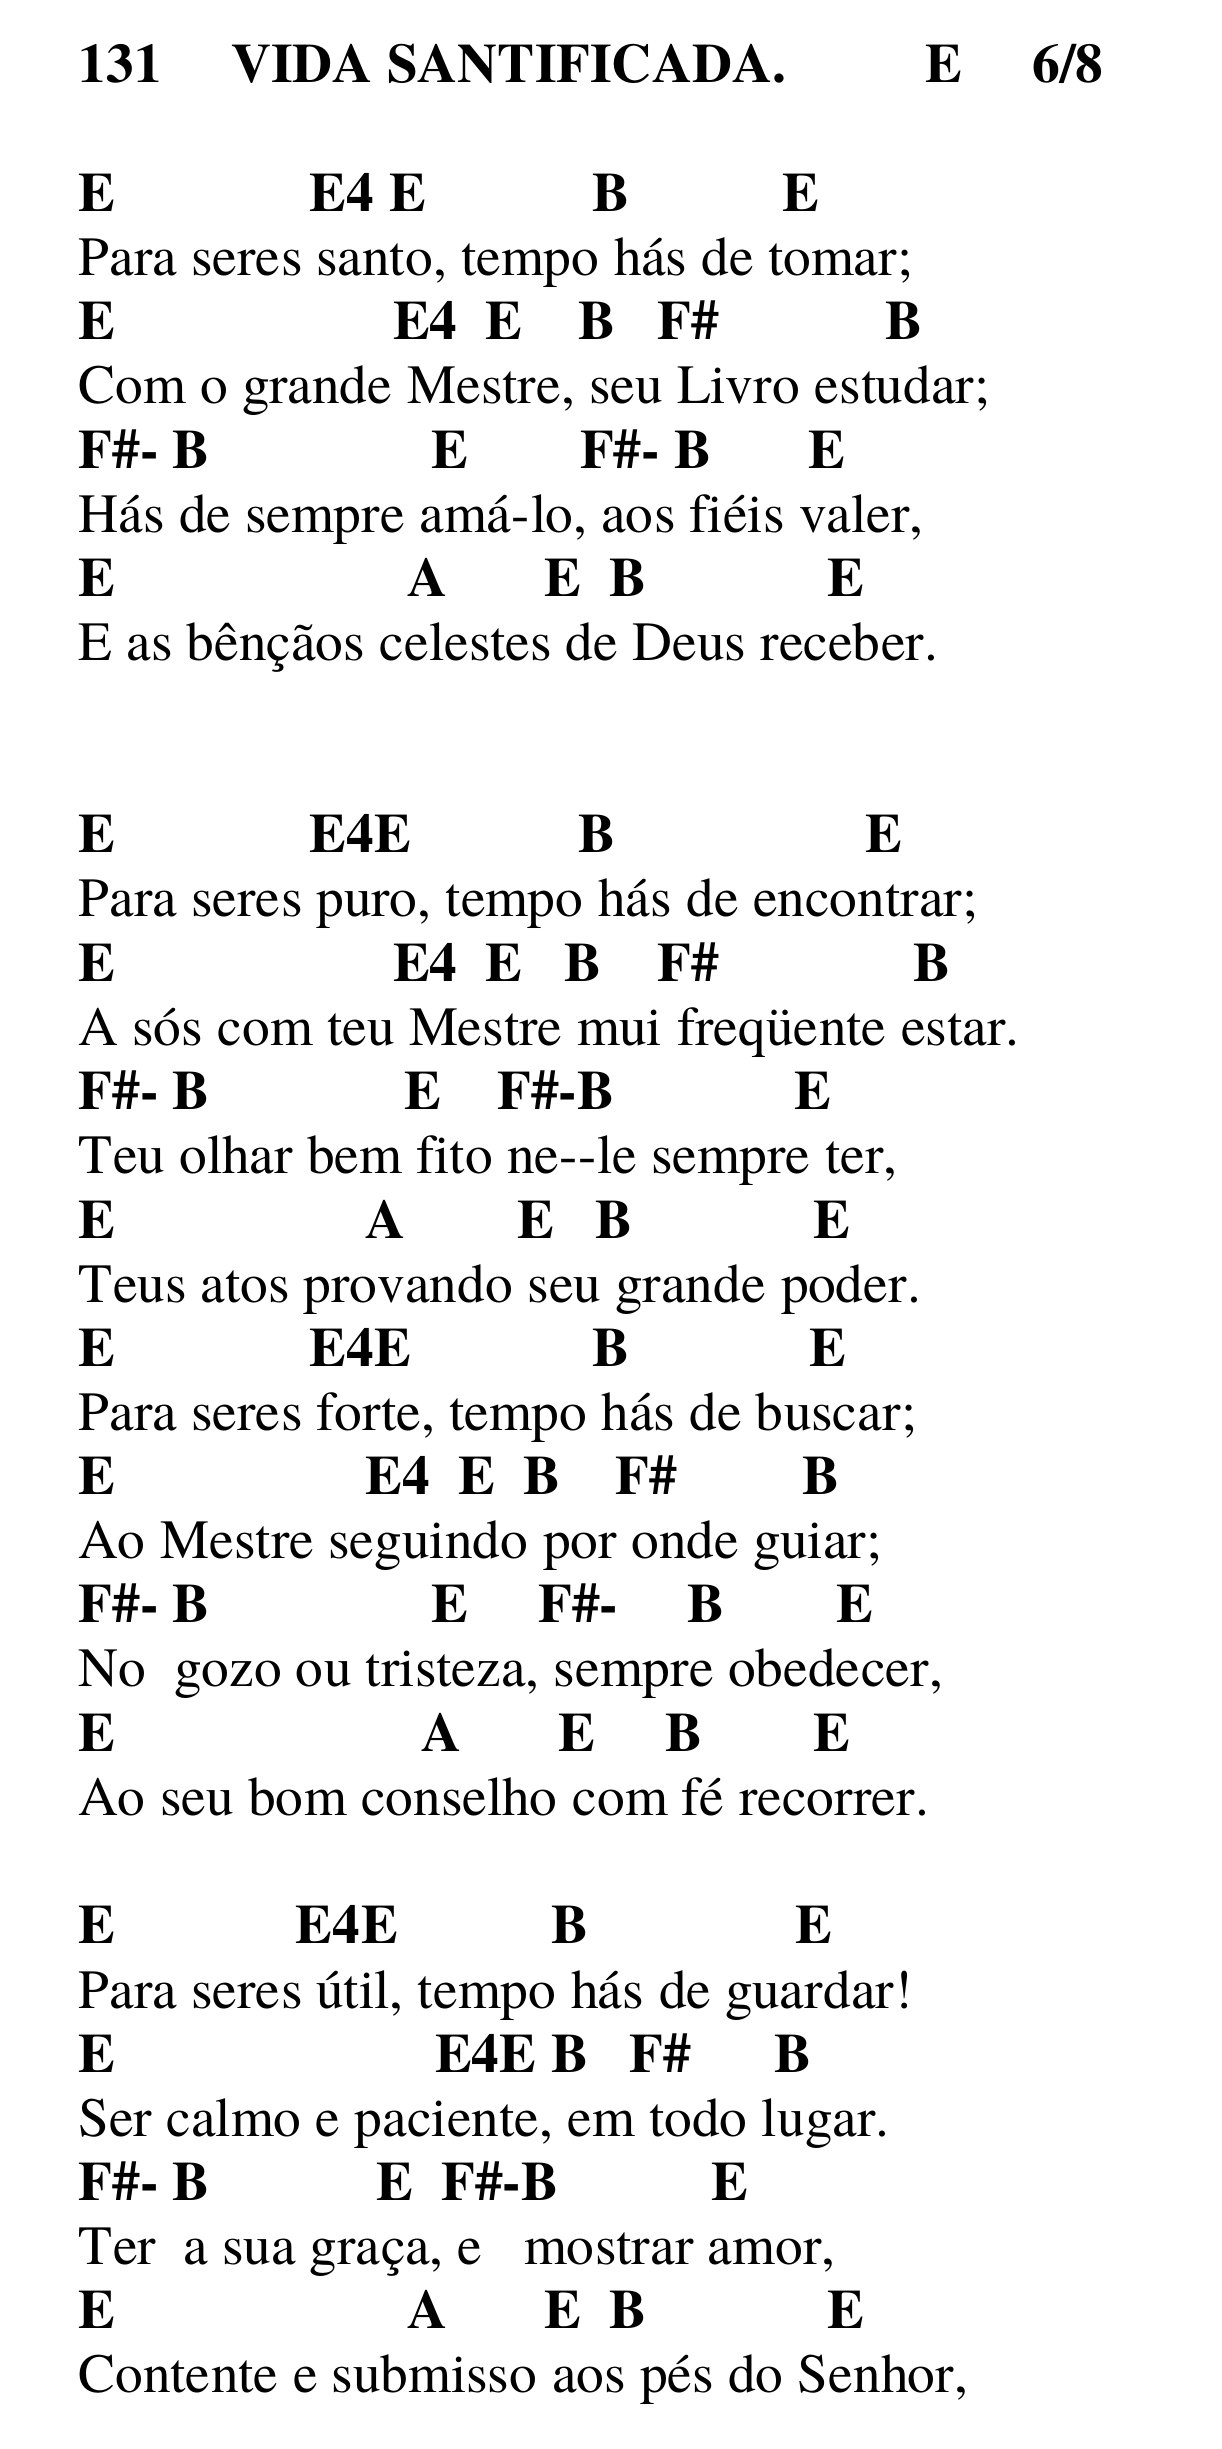 131 VIDA SANTIFICADA. E 6/8
E E4 E B E
Para seres santo, tempo hás de tomar;
E E4 E B F# B
Com o grande Mestre, seu Livro estudar;
F#- B E F#- B E
Hás de sempre amá-lo, aos fiéis valer,
E A E B E
E as bênçãos celestes de Deus receber.
E E4E B E
Para seres puro, tempo hás de encontrar;
E E4 E B F# B
A sós com teu Mestre mui freqüente estar.
F#- B E F#-B E
Teu olhar bem fito ne--le sempre ter,
E A E B E
Teus atos provando seu grande poder.
E E4E B E
Para seres forte, tempo hás de buscar;
E E4 E B F# B
Ao Mestre seguindo por onde guiar;
F#- B E F#- B E
No gozo ou tristeza, sempre obedecer,
E A E B E
Ao seu bom conselho com fé recorrer.
E E4E B E
Para seres útil, tempo hás de guardar!
E E4E B F# B
Ser calmo e paciente, em todo lugar.
F#- B E F#-B E
Ter a sua graça, e mostrar amor,
E A E B E
Contente e submisso aos pés do Senhor,